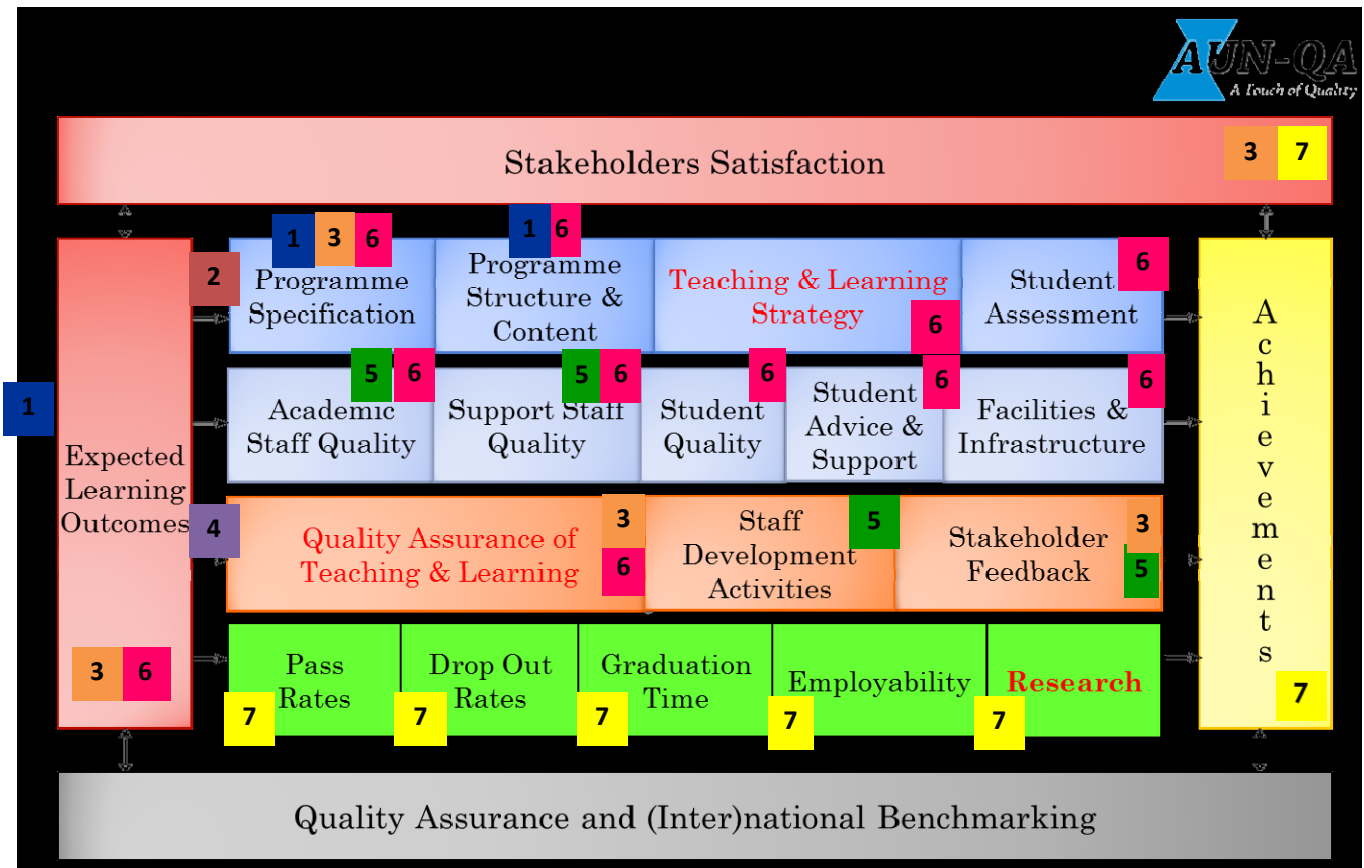 AUN-QA
A Touch of Quality
Stakeholders Satisfaction
3 7
1 3 6
1 6
2
Programme
Specification
Programme
Structure &
Content
Teaching & Learning
Strategy
6
Student
Assessment
6
5 6
Academic
Staff Quality
5 6
Support Staff
Quality
6
Student
Quality
6
Student
Advice &
Support
6
Facilities &
Infrastructure
1
Expected
Learning
Outcomes
3 6
4
Quality Assurance of
Teaching & Learning
3
6
Staff
Development
Activities
5
Stakeholder
Feedback
3
5
Pass
Rates
7
Drop Out
Rates
7
Graduation
Time
7
Employability
7
Research
7
A
c
h
i
e
v
e
m
e
n
t
s
7
Quality Assurance and (Inter)national Benchmarking